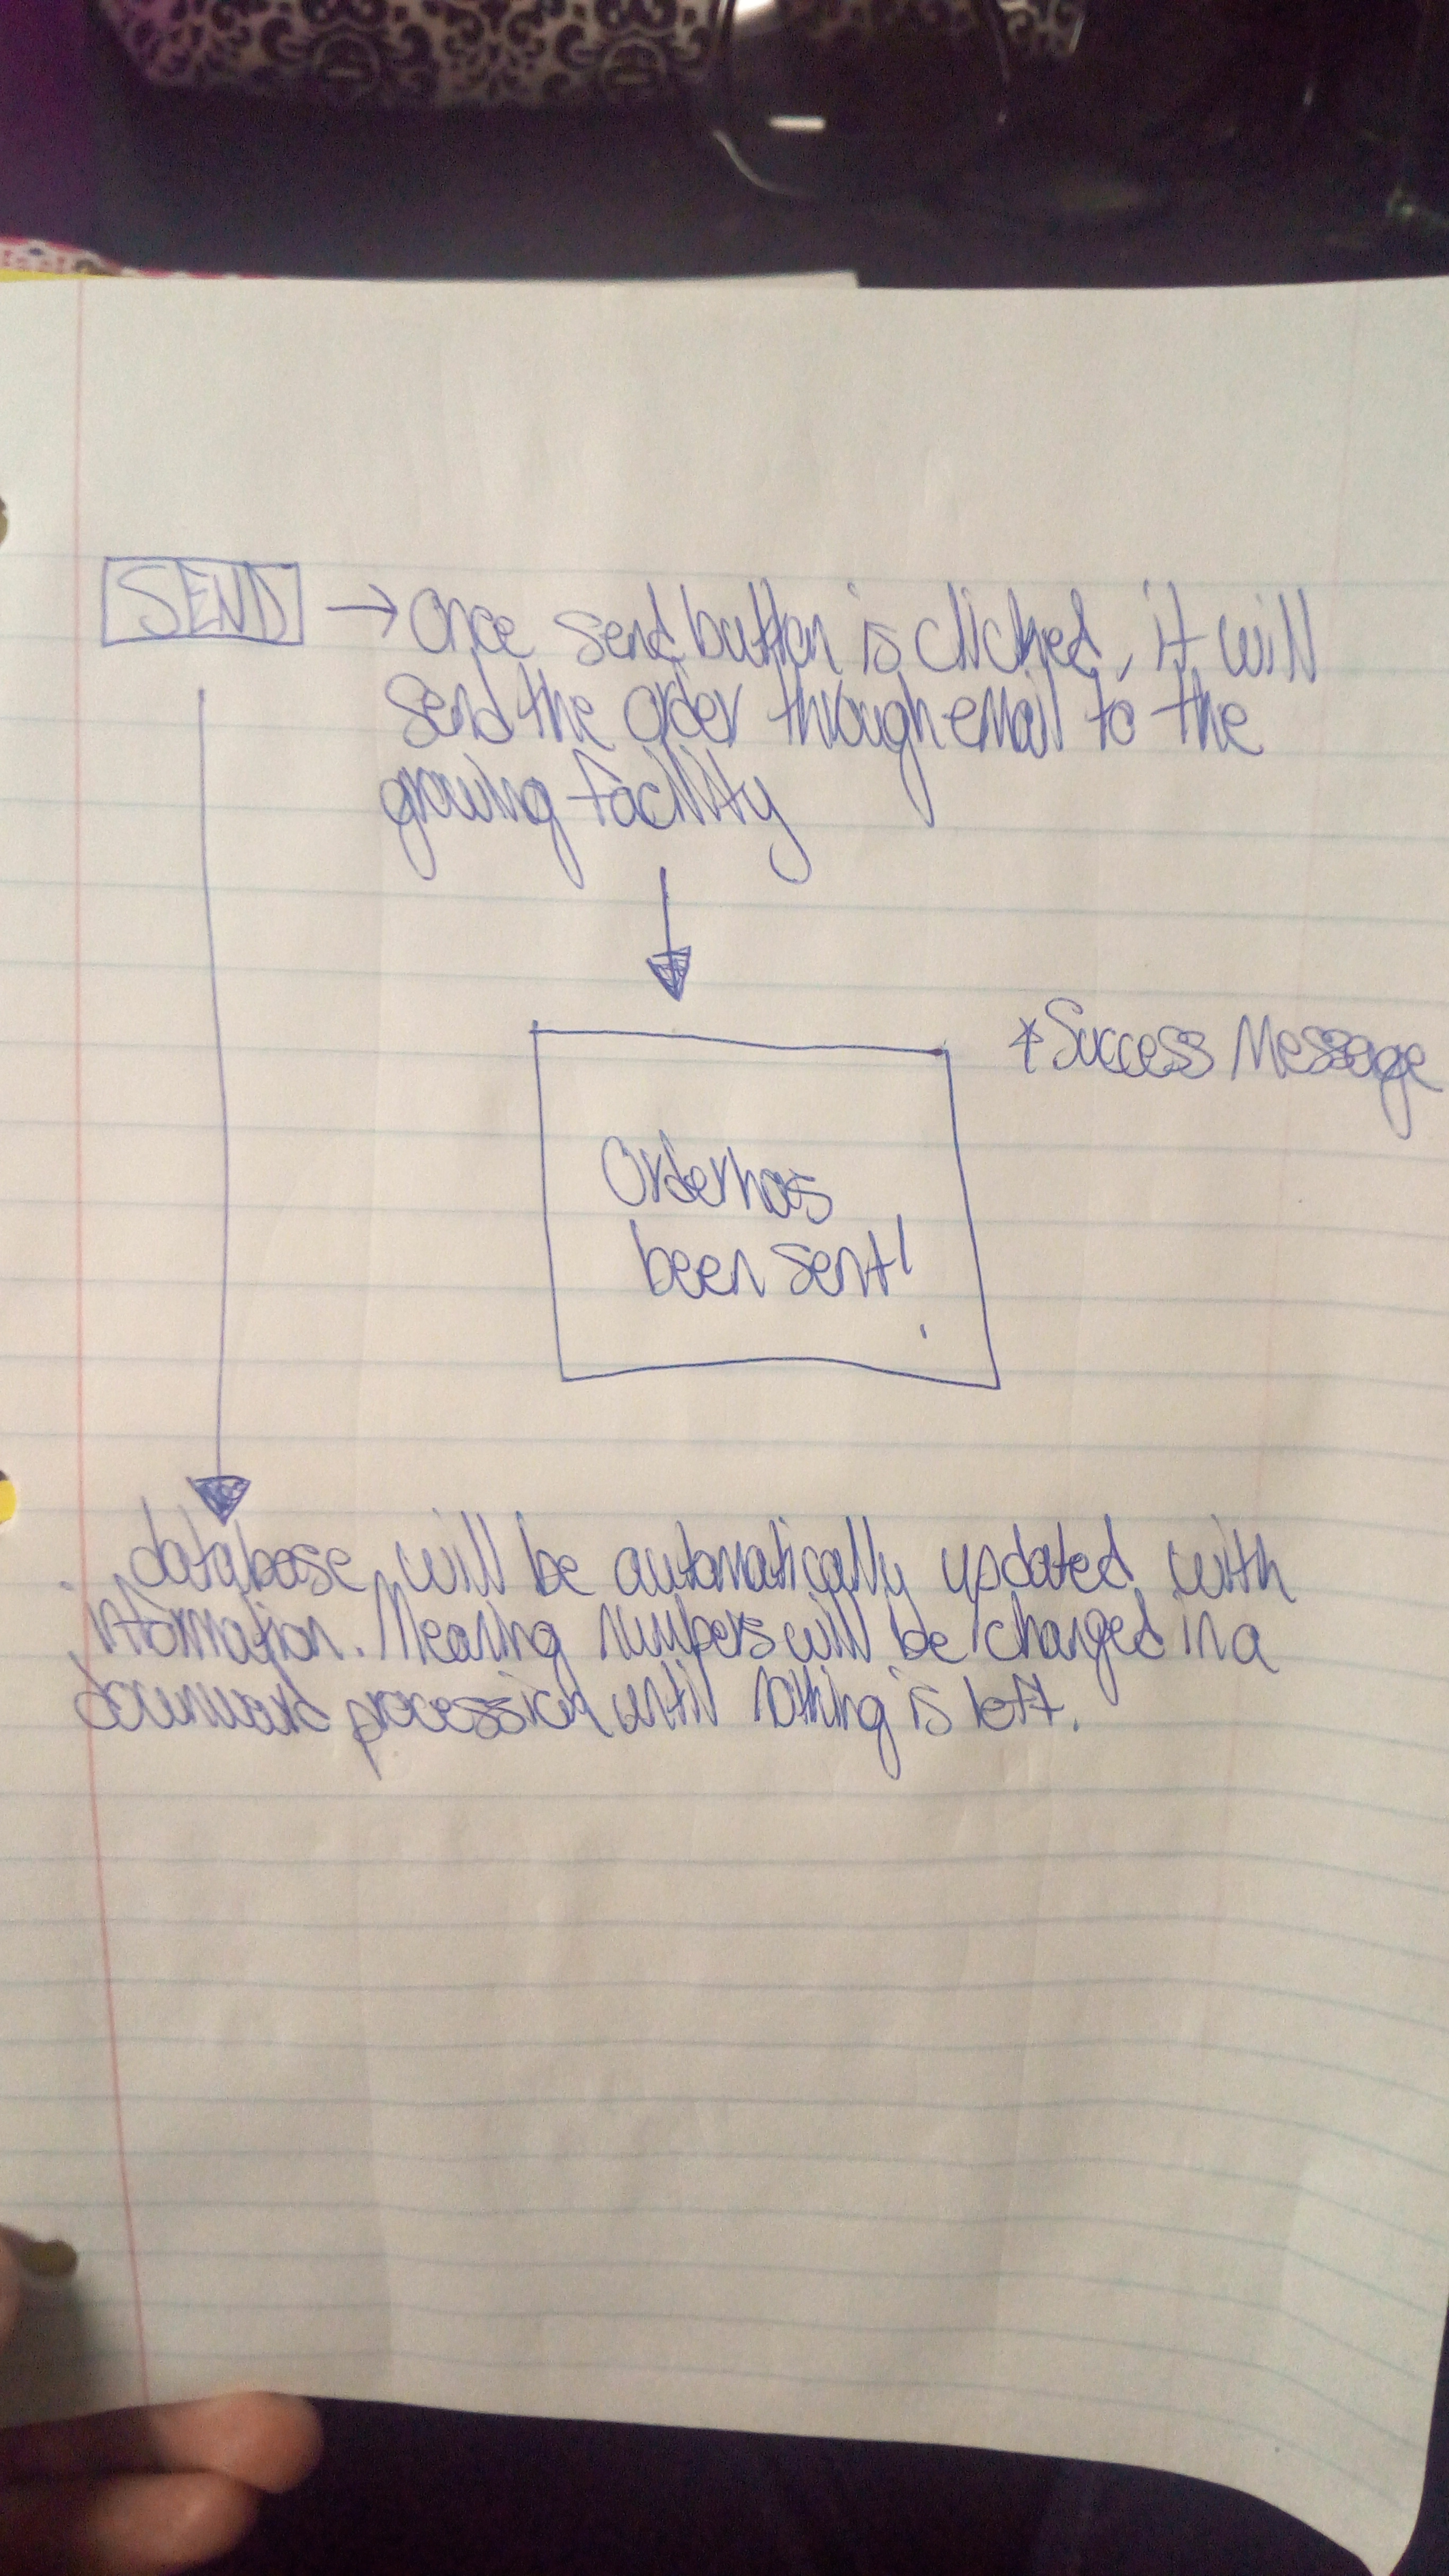 SEND → Once send button is clicked, it will
send the order through email to the
growing facility
*Success Message
Order has
been sent!
database will be automatically updated with
information. Meaning numbers will be changed in a
downward procession until nothing is left.